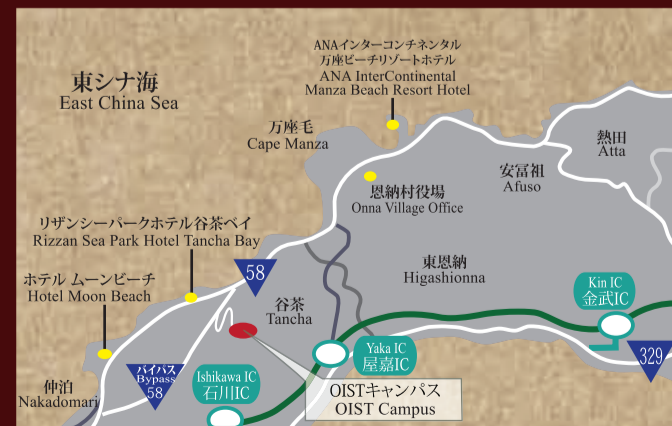 ANAインターコンチネンタル
万座ビーチリゾートホテル
ANA InterContinental
Manza Beach Resort Hotel
東シナ海
East China Sea
万座毛
Cape Manza
熱田
Atta
安冨祖
Afuso
恩納村役場
Onna Village Office
リザンシーパークホテル谷茶ベイ
Rizzan Sea Park Hotel Tancha Bay
東恩納
Higashionna
58
ホテル ムーンビーチ
Hotel Moon Beach
Kin IC
金武IC
谷茶
Tancha
Yaka IC
屋嘉IC
329
バイパス
Bypass
58
Ishikawa IC
石川IC
OISTキャンパス
OIST Campus
仲泊
Nakadomari